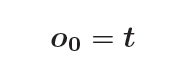 o₀ = t